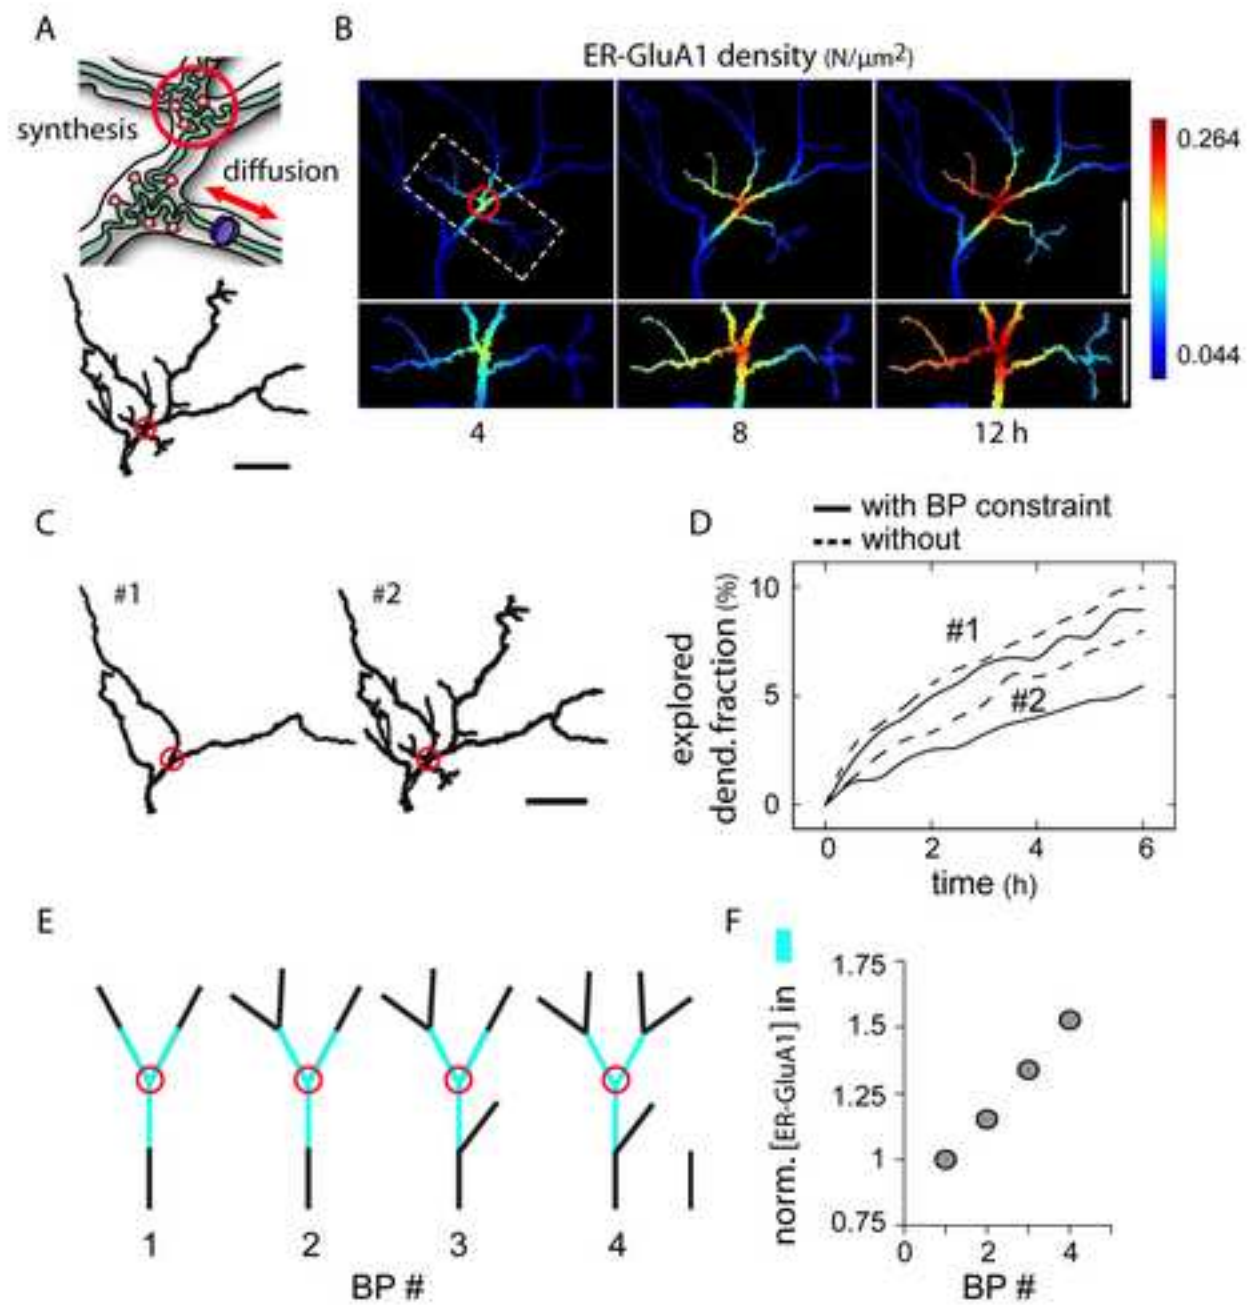 A
synthesis
diffusion
B
ER-GluA1 density (N/μm²)
0.264
0.044
4
8
12 h
C
#1
#2
D
with BP constraint
without
explored
dend. fraction (%)
10
5
0
#1
#2
0
2
4
6
time (h)
E
1
2
3
4
BP #
F
norm. [ER-GluA1] in
1.75
1.5
1.25
1
0.75
0
2
4
BP #